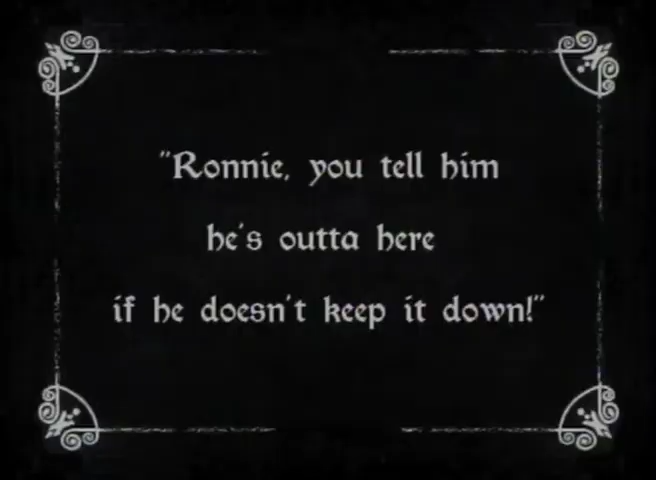 "Ronnie, you tell him
he's outta here
if he doesn't keep it down!"